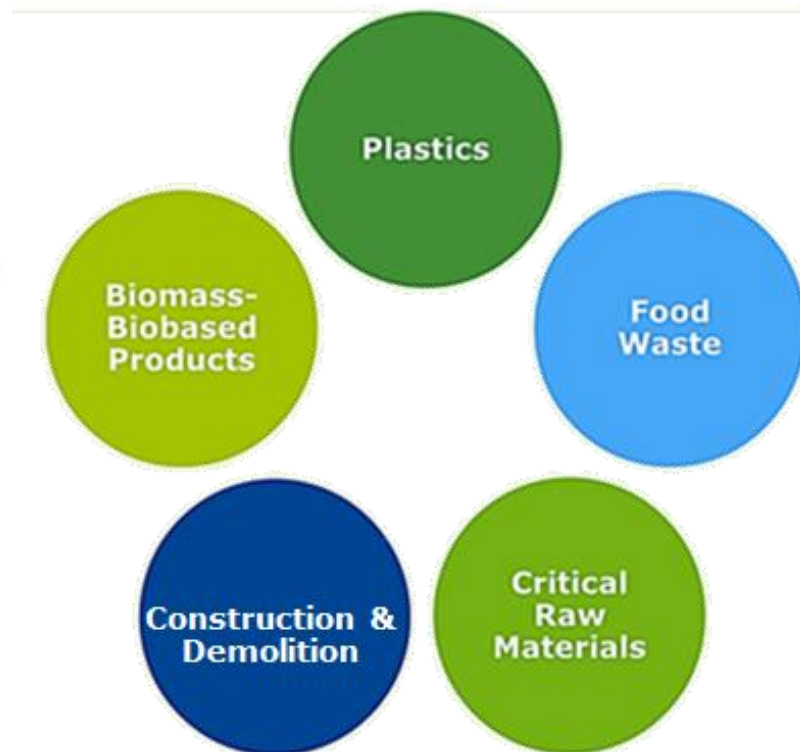 Plastics
Biomass-
Biobased
Products
Food
Waste
Construction &
Demolition
Critical
Raw
Materials